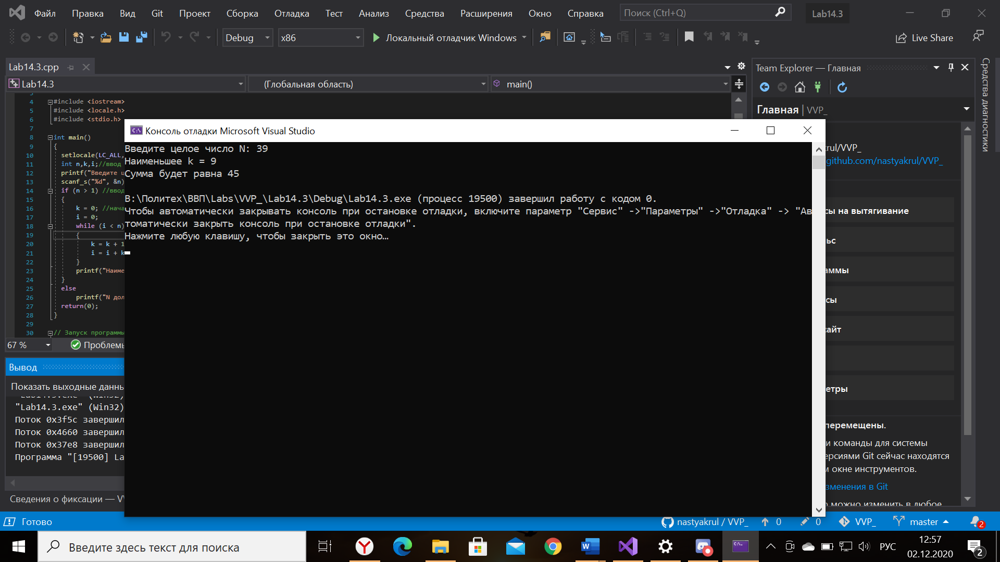 Файл Правка Вид Git Проект Сборка Отладка Тест Анализ Средства Расширения Окно Справка Поиск (Ctrl+Q) Lab14.3
Debug x86 Локальный отладчик Windows Live Share
Lab14.3.cpp
Lab14.3 (Глобальная область) main()
4 #include <iostream>
5 #include <locale.h>
6 #include <stdio.h>
7
8 int main()
9 {
10 setlocale(LC_ALL,
11 int n,k,i;//ввод
12 printf("Введите ц
13 scanf_s("%d", &n)
14 if (n > 1) //ввод
15 {
16 k = 0; //нача
17 i = 0;
18 while (i < n)
19 {
20 k = k + 1
21 i = i + k
22 }
23 printf("Наиме
24 }
25 else
26 printf("N дол
27 return(0);
28 }
29
30 // Запуск программы
67 % Проблемы
Консоль отладки Microsoft Visual Studio
Введите целое число N: 39
Наименьшее k = 9
Сумма будет равна 45
B:\Политех\ВВП\Labs\VVP_\Lab14.3\Debug\Lab14.3.exe (процесс 19500) завершил работу с кодом 0.
Чтобы автоматически закрывать консоль при остановке отладки, включите параметр "Сервис" ->"Параметры" ->"Отладка" -> "Ав
томатически закрыть консоль при остановке отладки".
Нажмите любую клавишу, чтобы закрыть это окно…
Вывод
Показать выходные данны
"Lab14.3.exe" (Win32)
"Lab14.3.exe" (Win32)
Поток 0x3f5c завершил
Поток 0x4660 завершил
Поток 0x37e8 завершил
Программа "[19500] La
Сведения о фиксации — VV
Team Explorer — Главная
Главная | VVP_
rul/VVP_
github.com/nastyakrul/VVP_
сы на вытягивание
ьс
аммы
сы
сайт
етры
перемещены.
и команды для системы
ерсиями Git сейчас находятся
окне инструментов.
зменения в Git
можно изменить в любое
Средства диагностики
Готово nastyakrul / VVP_ 0 0 VVP_ master 2
Введите здесь текст для поиска
РУС 12:57
02.12.2020
2